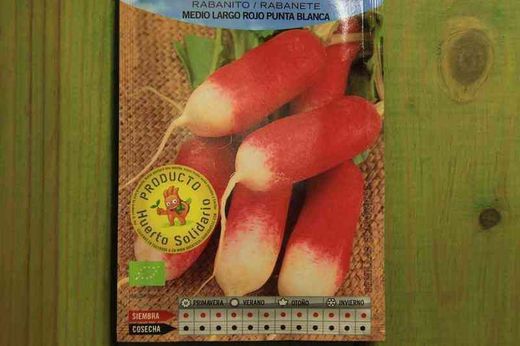 RABANITO / RABANETE
MEDIO LARGO ROJO PUNTA BLANCA
PRODUCTO
Huerto Solidario
PRIMAVERA VERANO OTOÑO INVIERNO
SIEMBRA
COSECHA